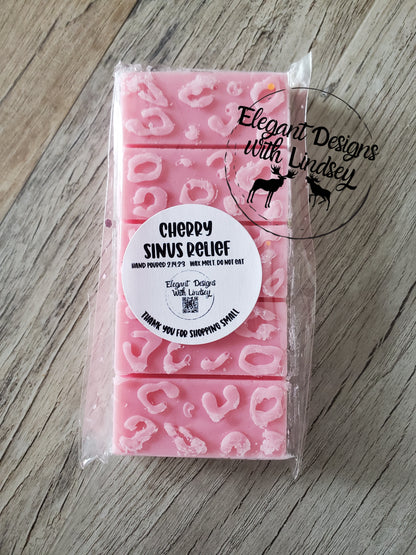 Elegant Designs
with Lindsey
CHERRY
SINUS RELIEF
HAND POURED 2.14.23 WAX MELT, DO NOT EAT
Elegant Designs
With Lindsey
THANK YOU FOR SHOPPING SMALL